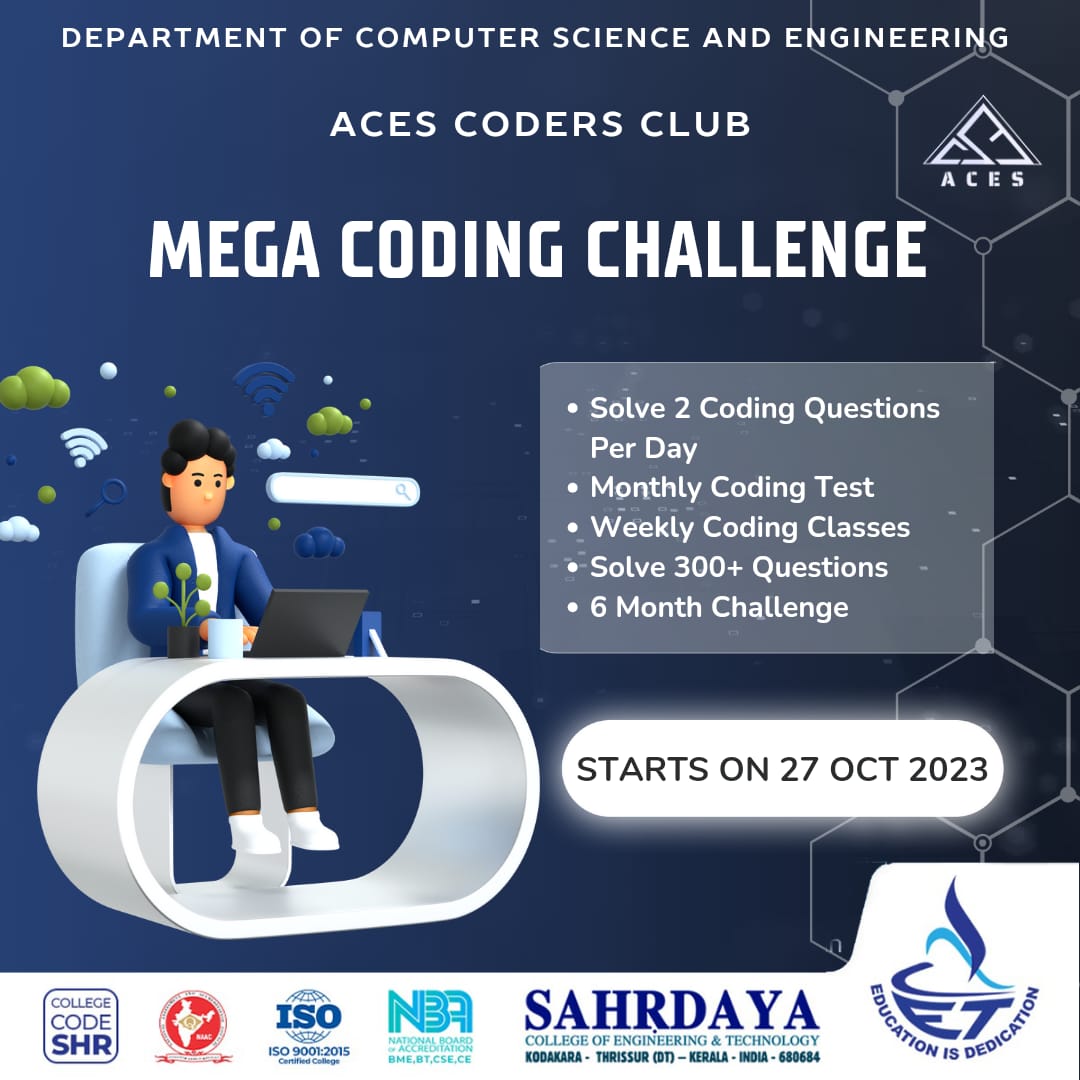 DEPARTMENT OF COMPUTER SCIENCE AND ENGINEERING
ACES CODERS CLUB
ACES
MEGA CODING CHALLENGE
• Solve 2 Coding Questions
Per Day
• Monthly Coding Test
• Weekly Coding Classes
• Solve 300+ Questions
• 6 Month Challenge
STARTS ON 27 OCT 2023
COLLEGE
CODE
SHR
NAAC
ISO
ISO 9001:2015
Certified College
NBA
NATIONAL BOARD
OF ACCREDITATION
BME,BT,CSE,CE
SAHRDAYA
COLLEGE OF ENGINEERING & TECHNOLOGY
KODAKARA - THRISSUR (DT) – KERALA - INDIA - 680684
CET
EDUCATION IS DEDICATION